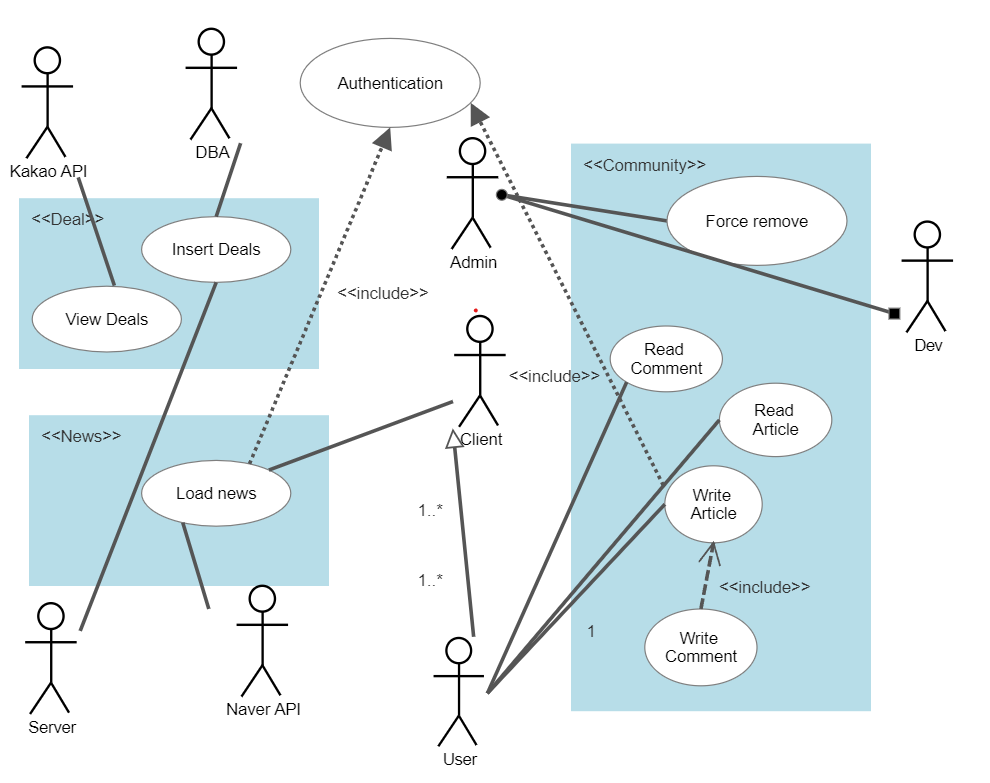 Authentication
DBA
Kakao API
<<Community>>
<<Deal>>
Force remove
Insert Deals
Admin
<<include>>
View Deals
Dev
Read
Comment
<<include>>
Read
Article
<<News>>
Client
Load news
Write
Article
1..*
1..*
<<include>>
1
Write
Comment
Naver API
Server
User